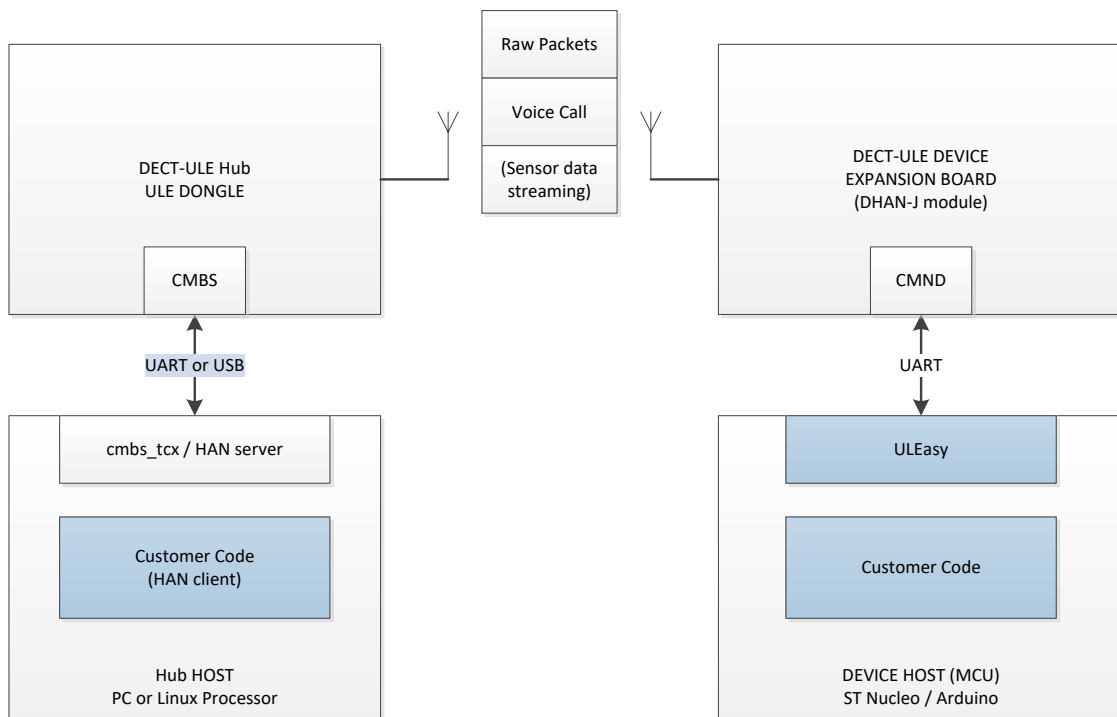 Raw Packets
Voice Call
(Sensor data
streaming)
DECT-ULE Hub
ULE DONGLE
CMBS
UART or USB
cmbs_tcx / HAN server
Customer Code
(HAN client)
Hub HOST
PC or Linux Processor
DECT-ULE DEVICE
EXPANSION BOARD
(DHAN-J module)
CMND
UART
ULEasy
Customer Code
DEVICE HOST (MCU)
ST Nucleo / Arduino